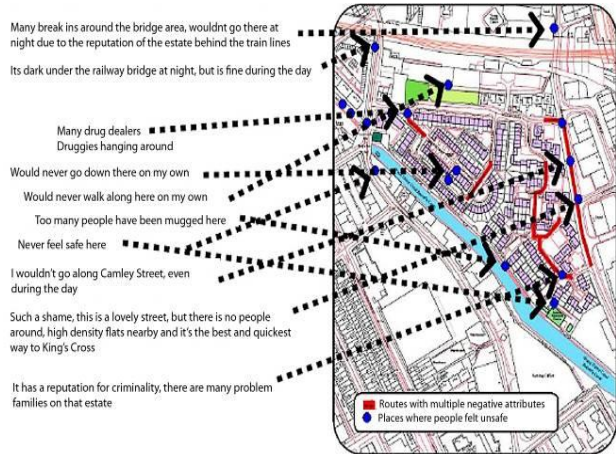 Many break ins around the bridge area, wouldnt go there at
night due to the reputation of the estate behind the train lines
Its dark under the railway bridge at night, but is fine during the day
Many drug dealers
Druggies hanging around
Would never go down there on my own
Would never walk along here on my own
Too many people have been mugged here
Never feel safe here
I wouldn't go along Camley Street, even
during the day
Such a shame, this is a lovely street, but there is no people
around, high density flats nearby and it's the best and quickest
way to King's Cross
It has a reputation for criminality, there are many problem
families on that estate
Routes with multiple negative attributes
Places where people felt unsafe